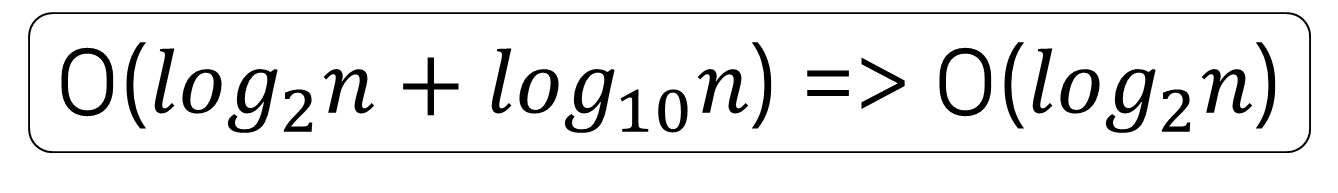 O(log₂n + log₁₀n) => O(log₂n)